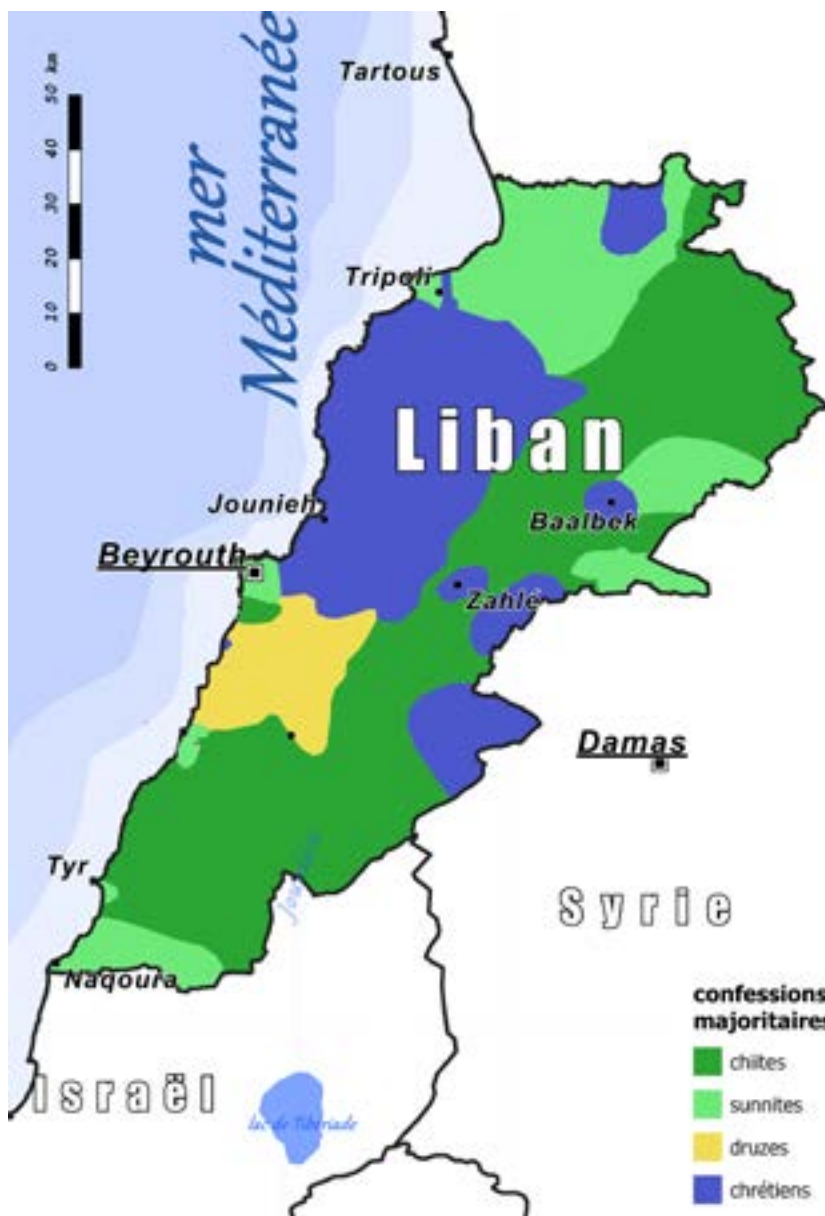 Tartous
km
50
40
30
20
10
0
mer
Méditerranée
Tripoli
Liban
Jounieh
Baalbek
Beyrouth
Zahlé
Damas
Tyr
Jourdain
Syrie
Naqoura
confessions
majoritaires
chiites
sunnites
druzes
chrétiens
Israël
lac de Tibériade